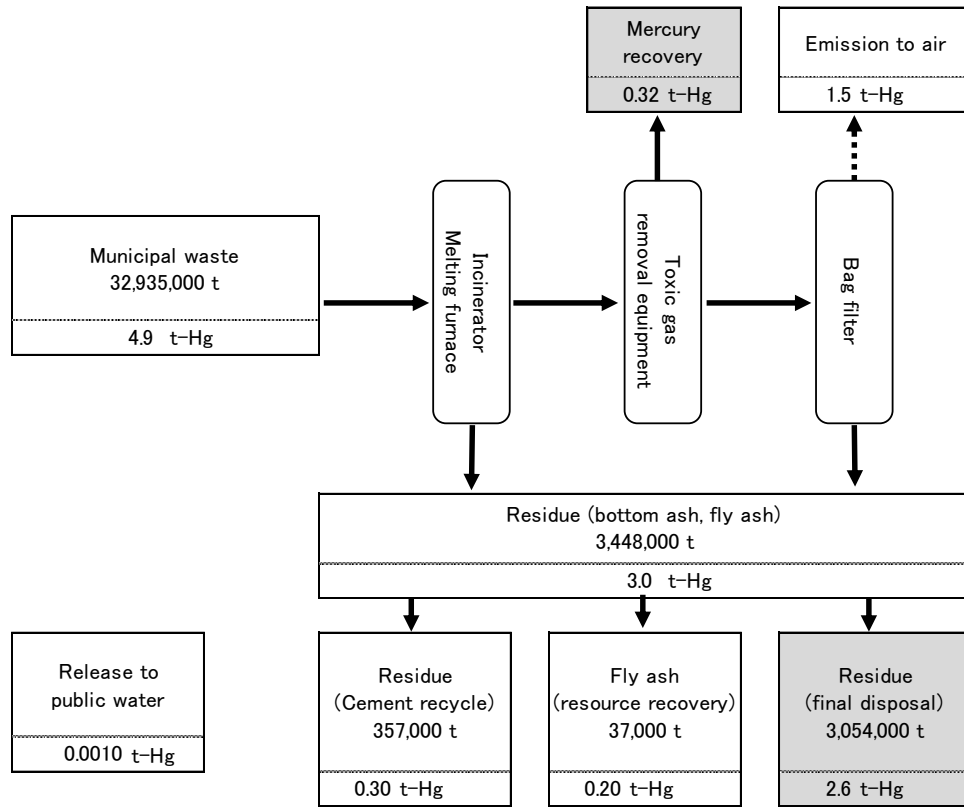 Mercury
recovery
0.32 t-Hg
Emission to air
1.5 t-Hg
Municipal waste
32,935,000 t
4.9 t-Hg
Incinerator
Melting furnace
Toxic gas
removal equipment
Bag filter
Residue (bottom ash, fly ash)
3,448,000 t
3.0 t-Hg
Release to
public water
0.0010 t-Hg
Residue
(Cement recycle)
357,000 t
0.30 t-Hg
Fly ash
(resource recovery)
37,000 t
0.20 t-Hg
Residue
(final disposal)
3,054,000 t
2.6 t-Hg